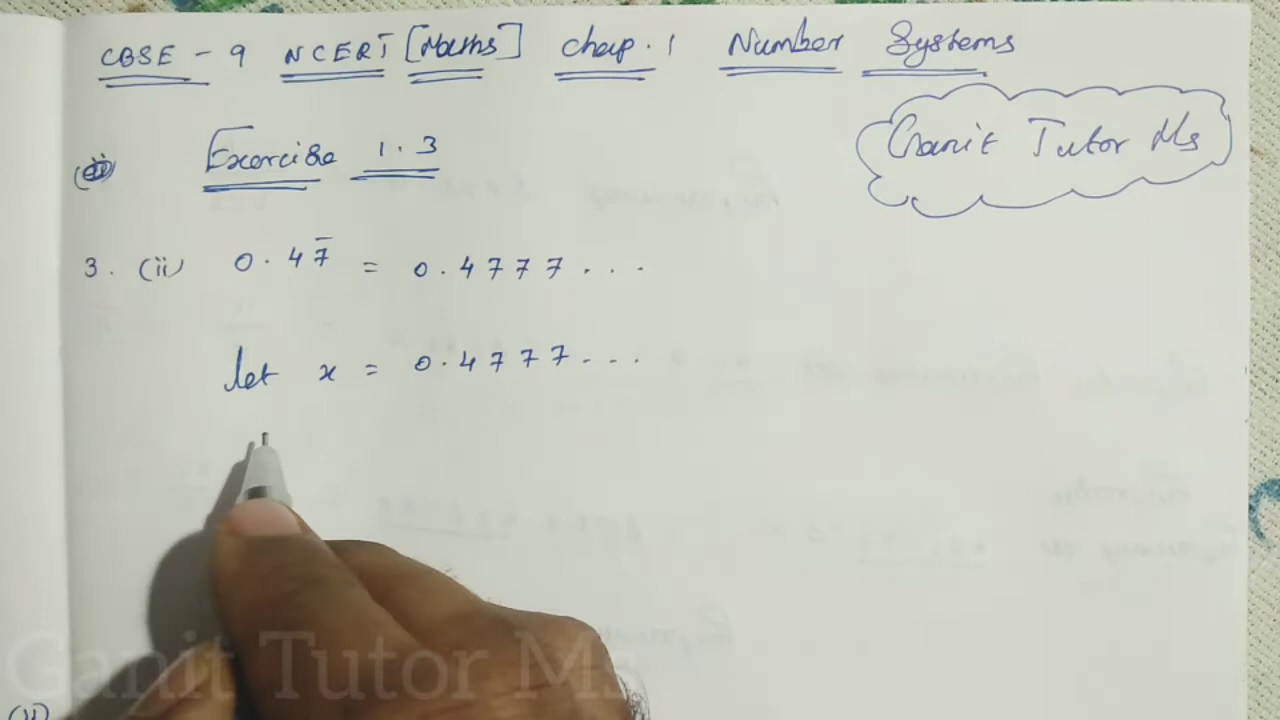 CBSE - 9 NCERT [Maths] Chap. 1 Number Systems
Ganit Tutor Ms
Exercise 1.3
3. (ii) 0.47̅ = 0.4777...
let x = 0.4777...
Ganit Tutor Ms